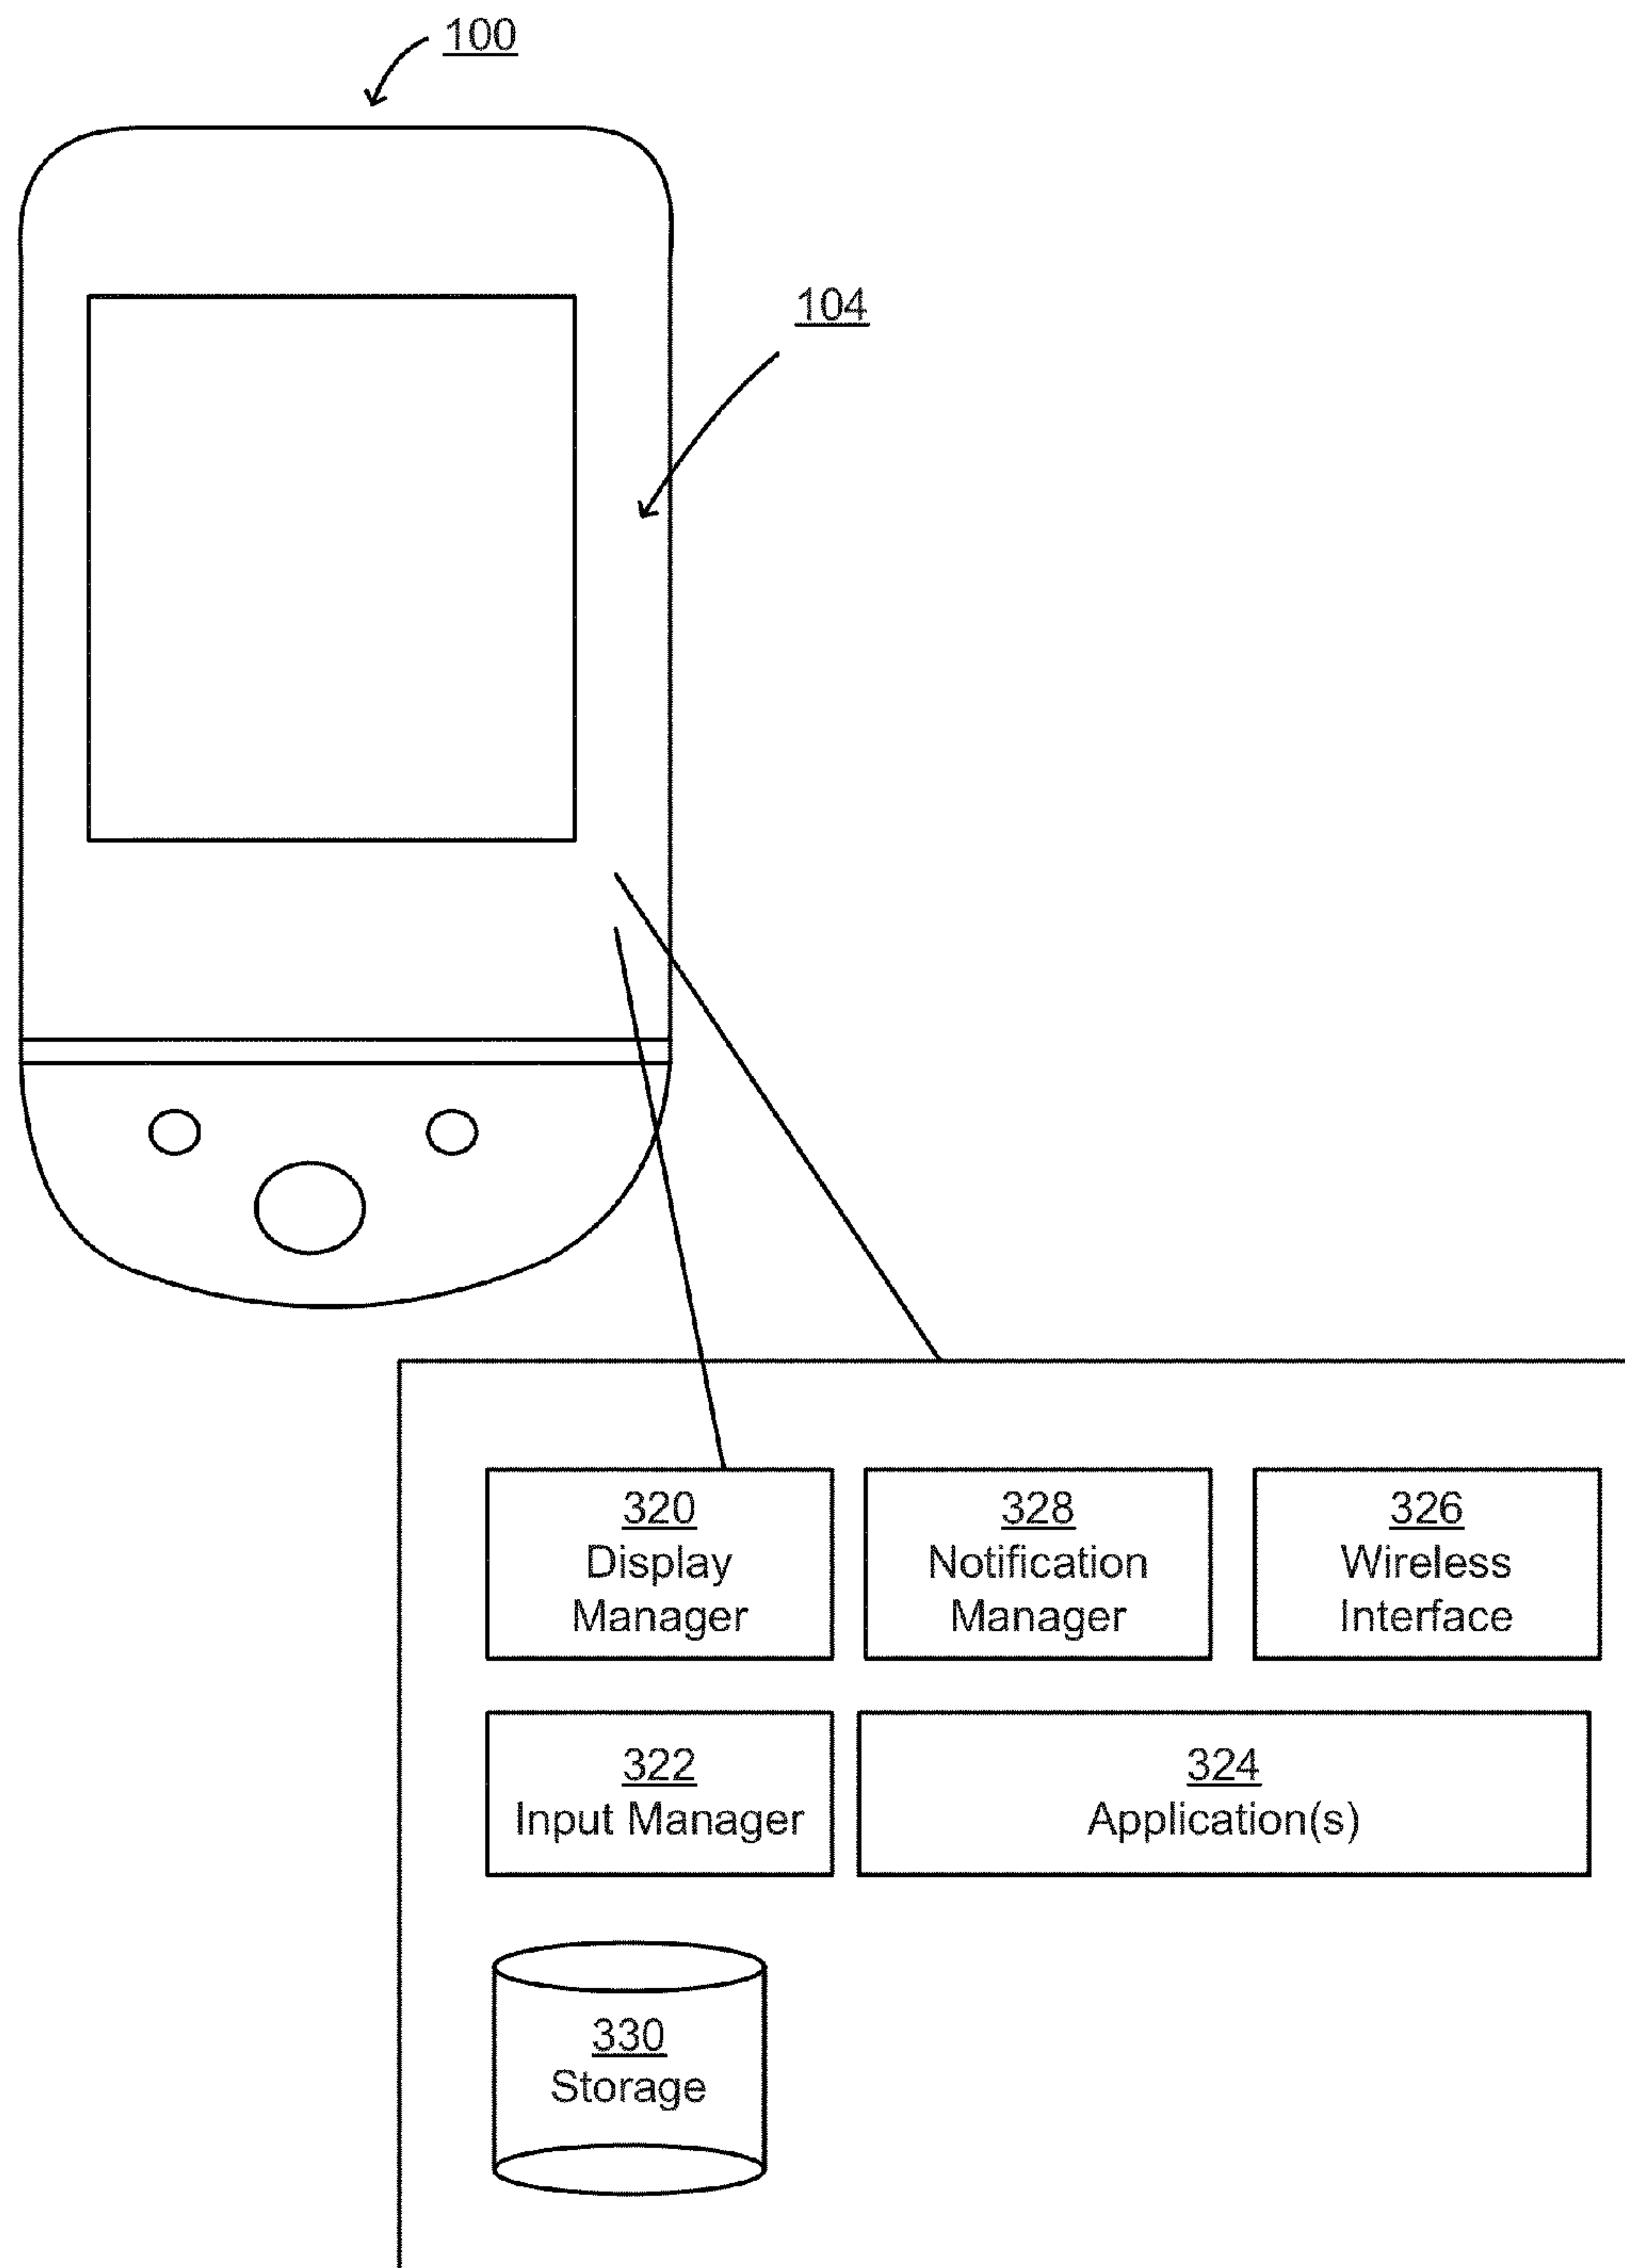 100
104
320
Display
Manager
328
Notification
Manager
326
Wireless
Interface
322
Input Manager
324
Application(s)
330
Storage